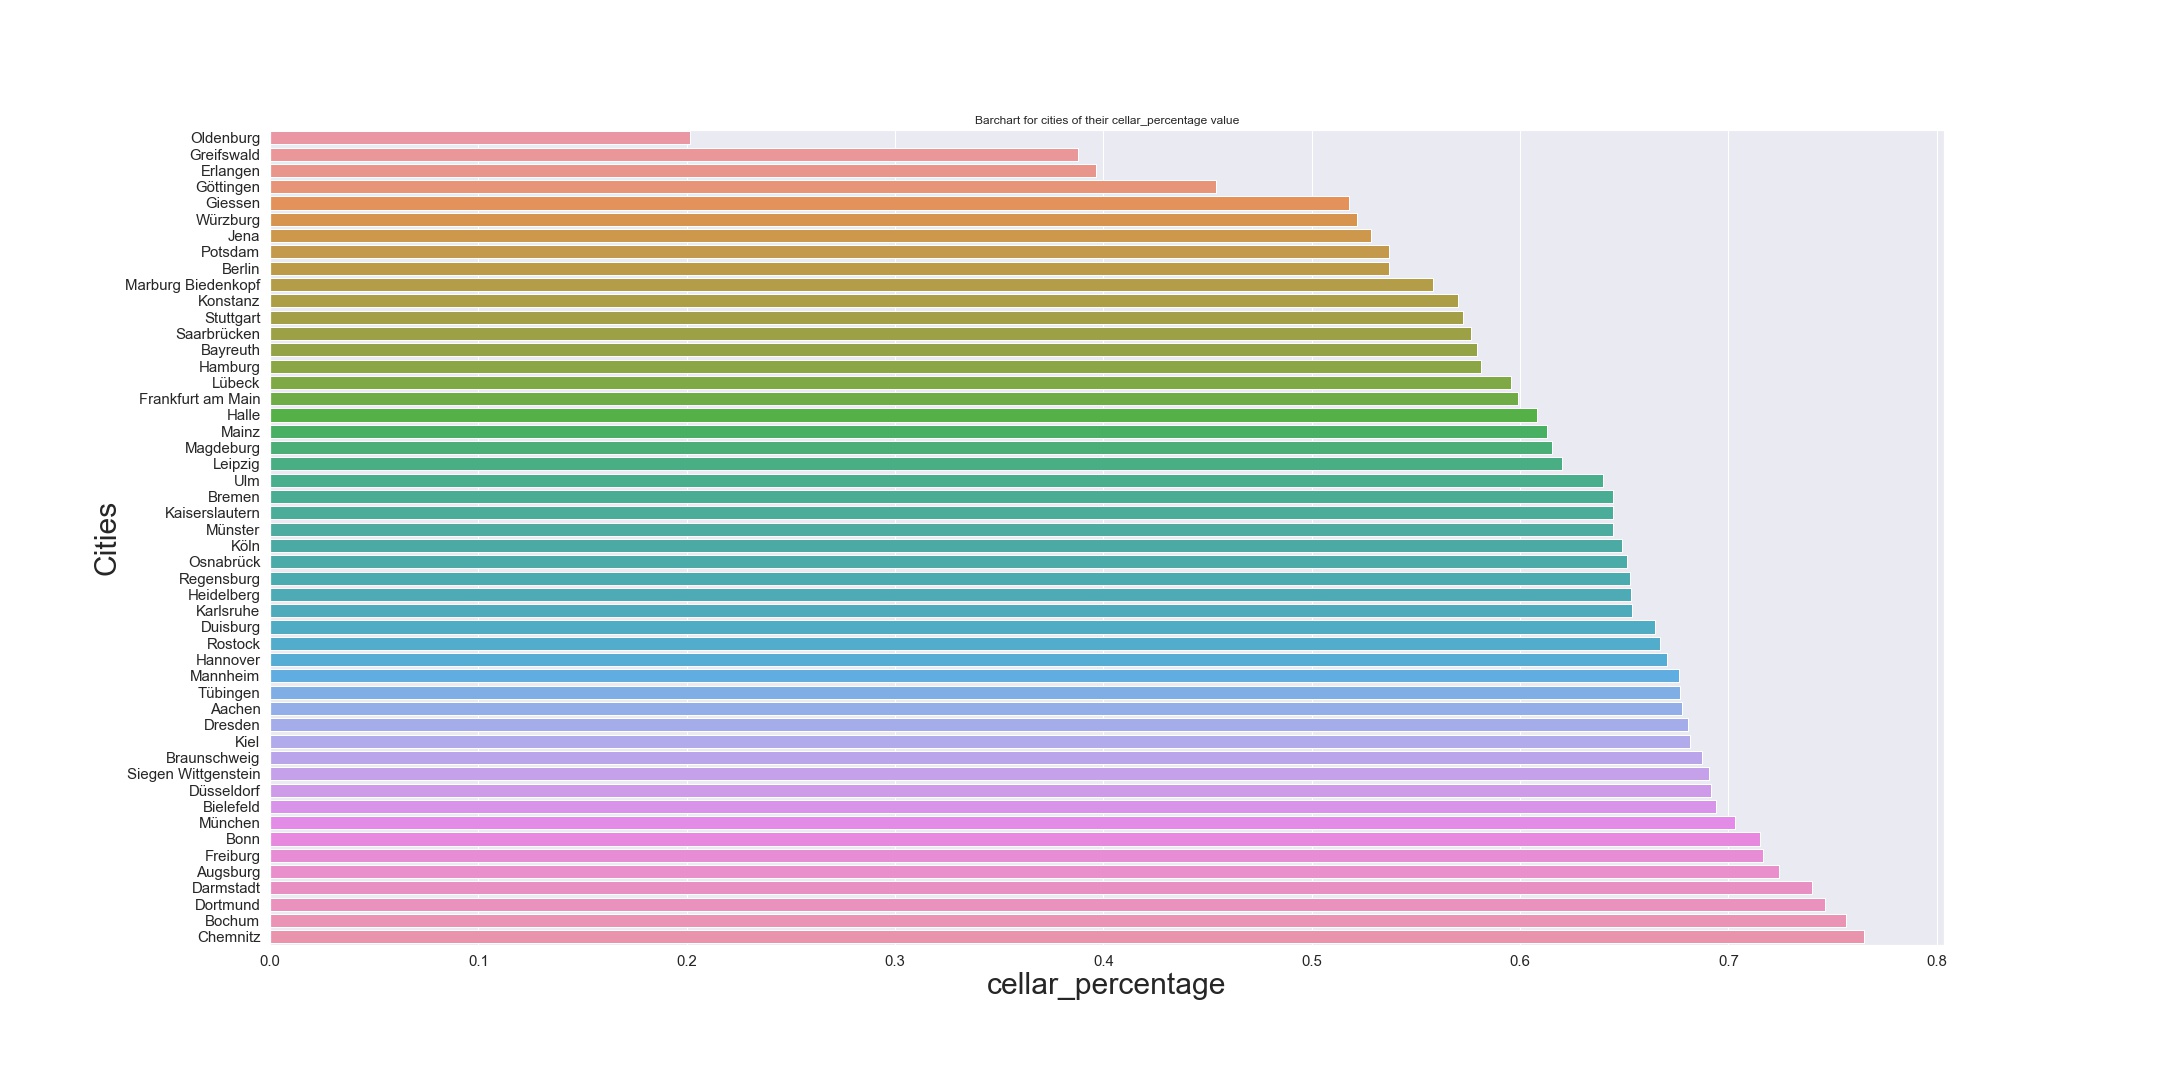 Barchart for cities of their cellar_percentage value
Oldenburg
Greifswald
Erlangen
Göttingen
Giessen
Würzburg
Jena
Potsdam
Berlin
Marburg Biedenkopf
Konstanz
Stuttgart
Saarbrücken
Bayreuth
Hamburg
Lübeck
Frankfurt am Main
Halle
Mainz
Magdeburg
Leipzig
Ulm
Bremen
Kaiserslautern
Münster
Köln
Osnabrück
Regensburg
Heidelberg
Karlsruhe
Duisburg
Rostock
Hannover
Mannheim
Tübingen
Aachen
Dresden
Kiel
Braunschweig
Siegen Wittgenstein
Düsseldorf
Bielefeld
München
Bonn
Freiburg
Augsburg
Darmstadt
Dortmund
Bochum
Chemnitz
Cities
0.0 0.1 0.2 0.3 0.4 0.5 0.6 0.7 0.8
cellar_percentage